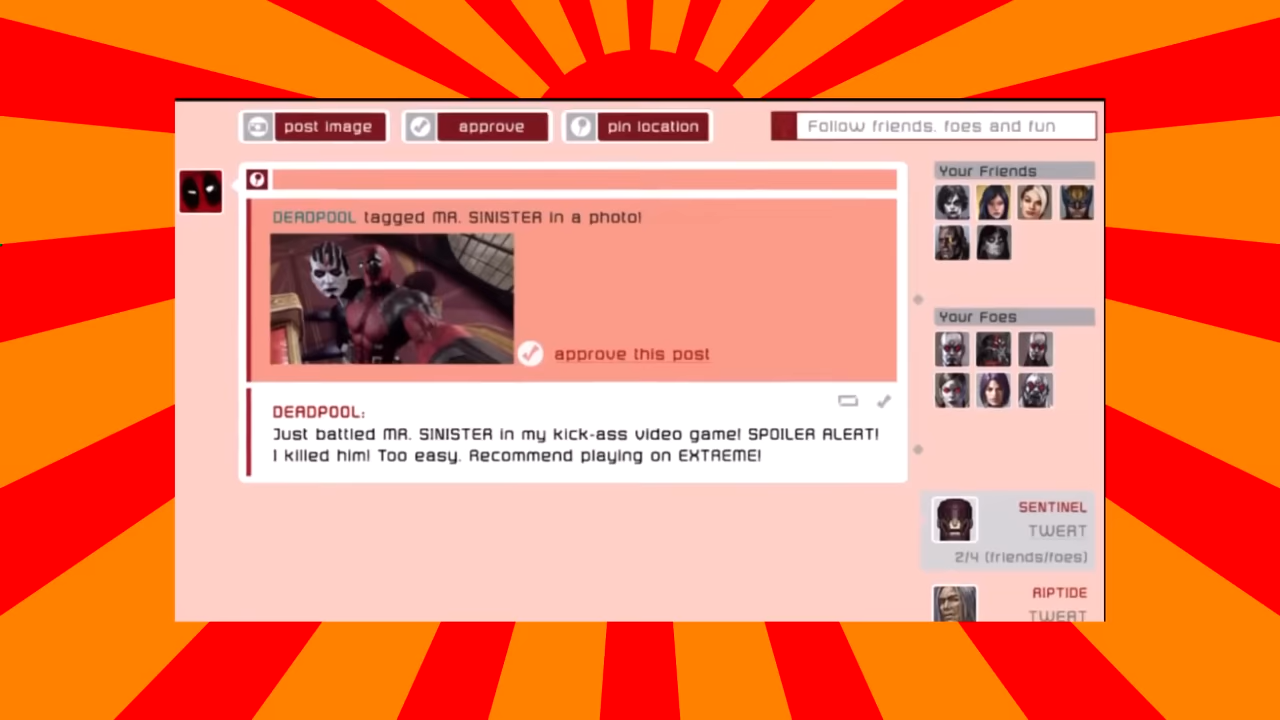 post image
approve
pin location
Follow friends, foes and fun
Your Friends
DEADPOOL tagged MR. SINISTER in a photo!
approve this post
Your Foes
DEADPOOL:
Just battled MR. SINISTER in my kick-ass video game! SPOILER ALERT!
I killed him! Too easy. Recommend playing on EXTREME!
SENTINEL
TWERT
2/4 (friends/foes)
RIPTIDE
TWERT